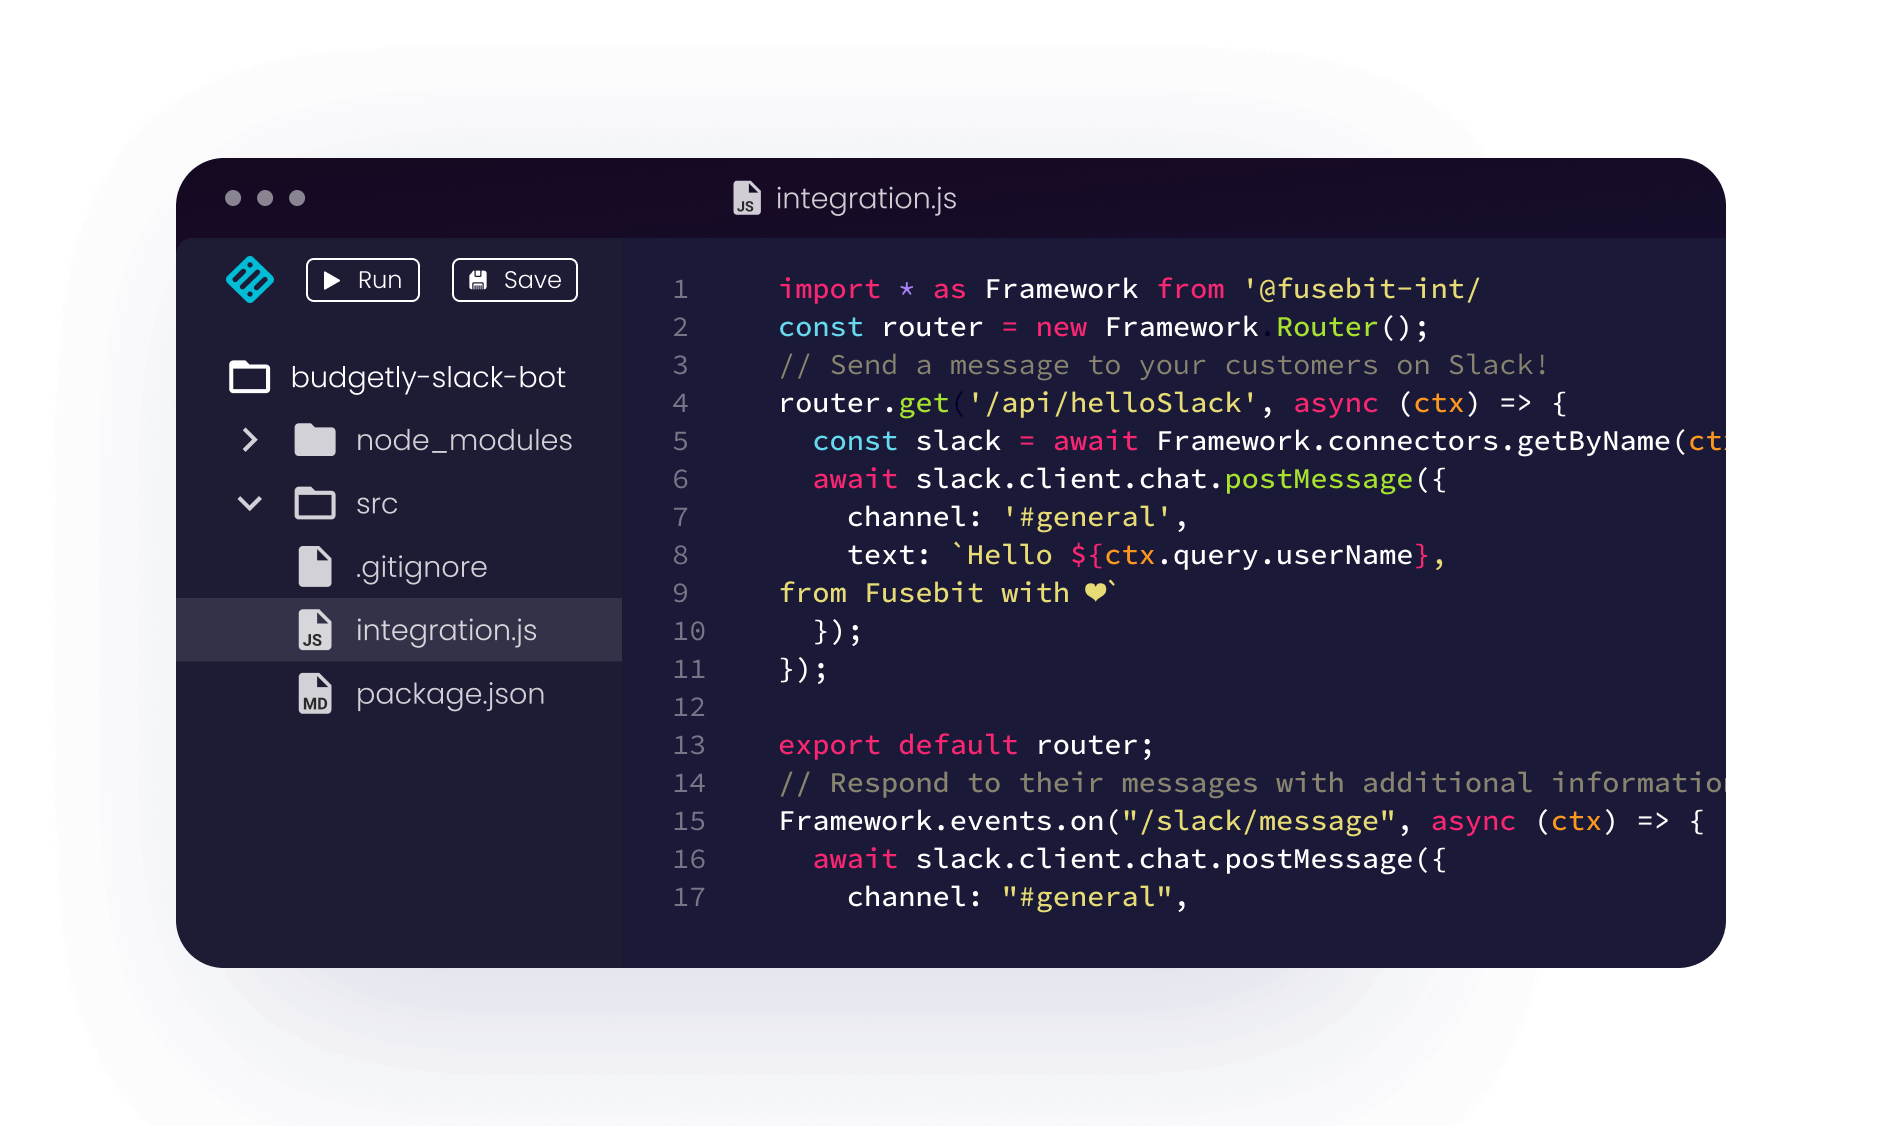 integration.js
Run
Save
budgetly-slack-bot
node_modules
src
.gitignore
JS integration.js
MD package.json
1 import * as Framework from '@fusebit-int/
2 const router = new Framework.Router();
3 // Send a message to your customers on Slack!
4 router.get('/api/helloSlack', async (ctx) => {
5 const slack = await Framework.connectors.getByName(ct
6 await slack.client.chat.postMessage({
7 channel: '#general',
8 text: `Hello ${ctx.query.userName},
9 from Fusebit with ❤`
10 });
11 });
12
13 export default router;
14 // Respond to their messages with additional informatio
15 Framework.events.on("/slack/message", async (ctx) => {
16 await slack.client.chat.postMessage({
17 channel: "#general",